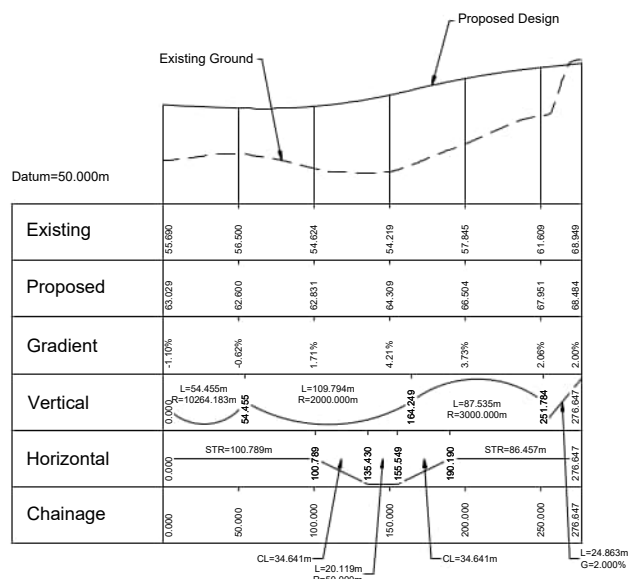 Proposed Design
Existing Ground
Datum=50.000m
Existing
55.690
56.500
54.624
54.219
57.845
61.609
68.949
Proposed
63.029
62.600
62.831
64.309
66.504
67.951
68.484
Gradient
-1.10%
-0.62%
1.71%
4.21%
3.73%
2.06%
2.00%
Vertical
0.000
L=54.455m
R=10264.183m
54.455
L=109.794m
R=2000.000m
164.249
L=87.535m
R=3000.000m
251.784
276.647
Horizontal
0.000
STR=100.789m
100.789
135.430
155.549
190.190
STR=86.457m
276.647
Chainage
0.000
50.000
100.000
150.000
200.000
250.000
276.647
CL=34.641m
L=20.119m
R=50.000m
CL=34.641m
L=24.863m
G=2.000%